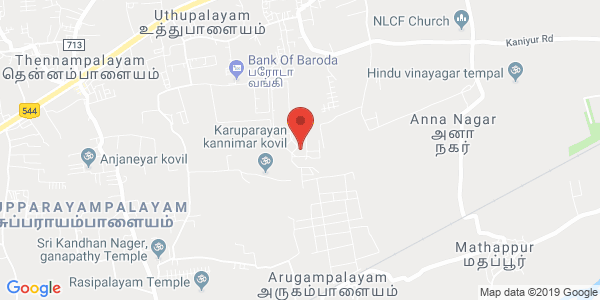 Uthupalayam
உத்துபாளையம்
NLCF Church
Kaniyur Rd
713
Thennampalayam
தென்னம்பாளையம்
Bank Of Baroda
பரோடா
வங்கி
Hindu vinayagar tempal
544
Karuparayan
kannimar kovil
Anna Nagar
அனா
நகர்
Anjaneyar kovil
UPPARAYAMPALAYAM
சுப்பராயம்பாளையம்
Sri Kandhan Nager,
ganapathy Temple
Mathappur
மதப்பூர்
Rasipalayam Temple
Arugampalayam
அருகம்பாளையம்
Google
Map data ©2019 Google